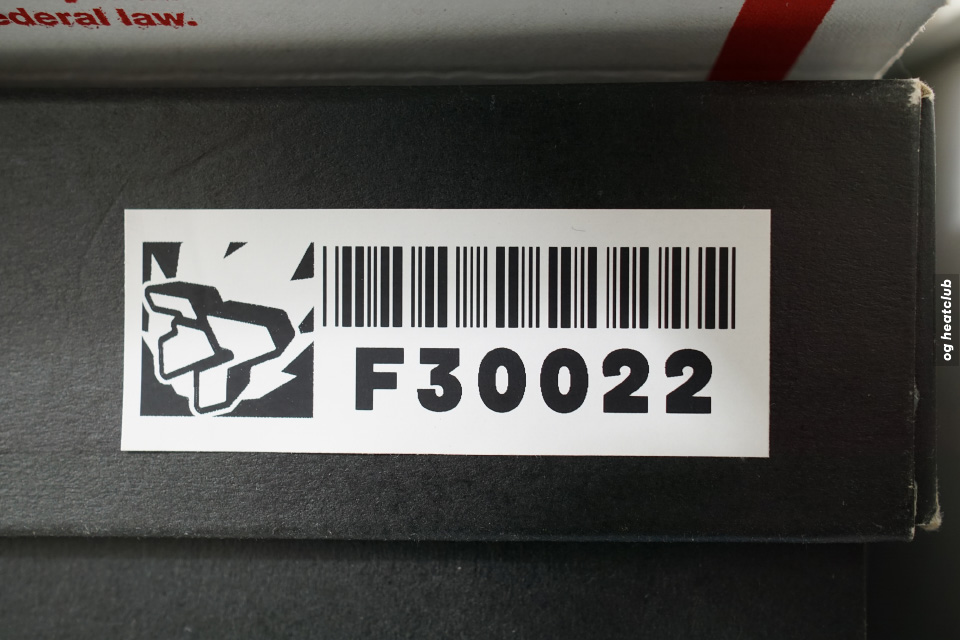 ederal law.
F30022
og heatclub